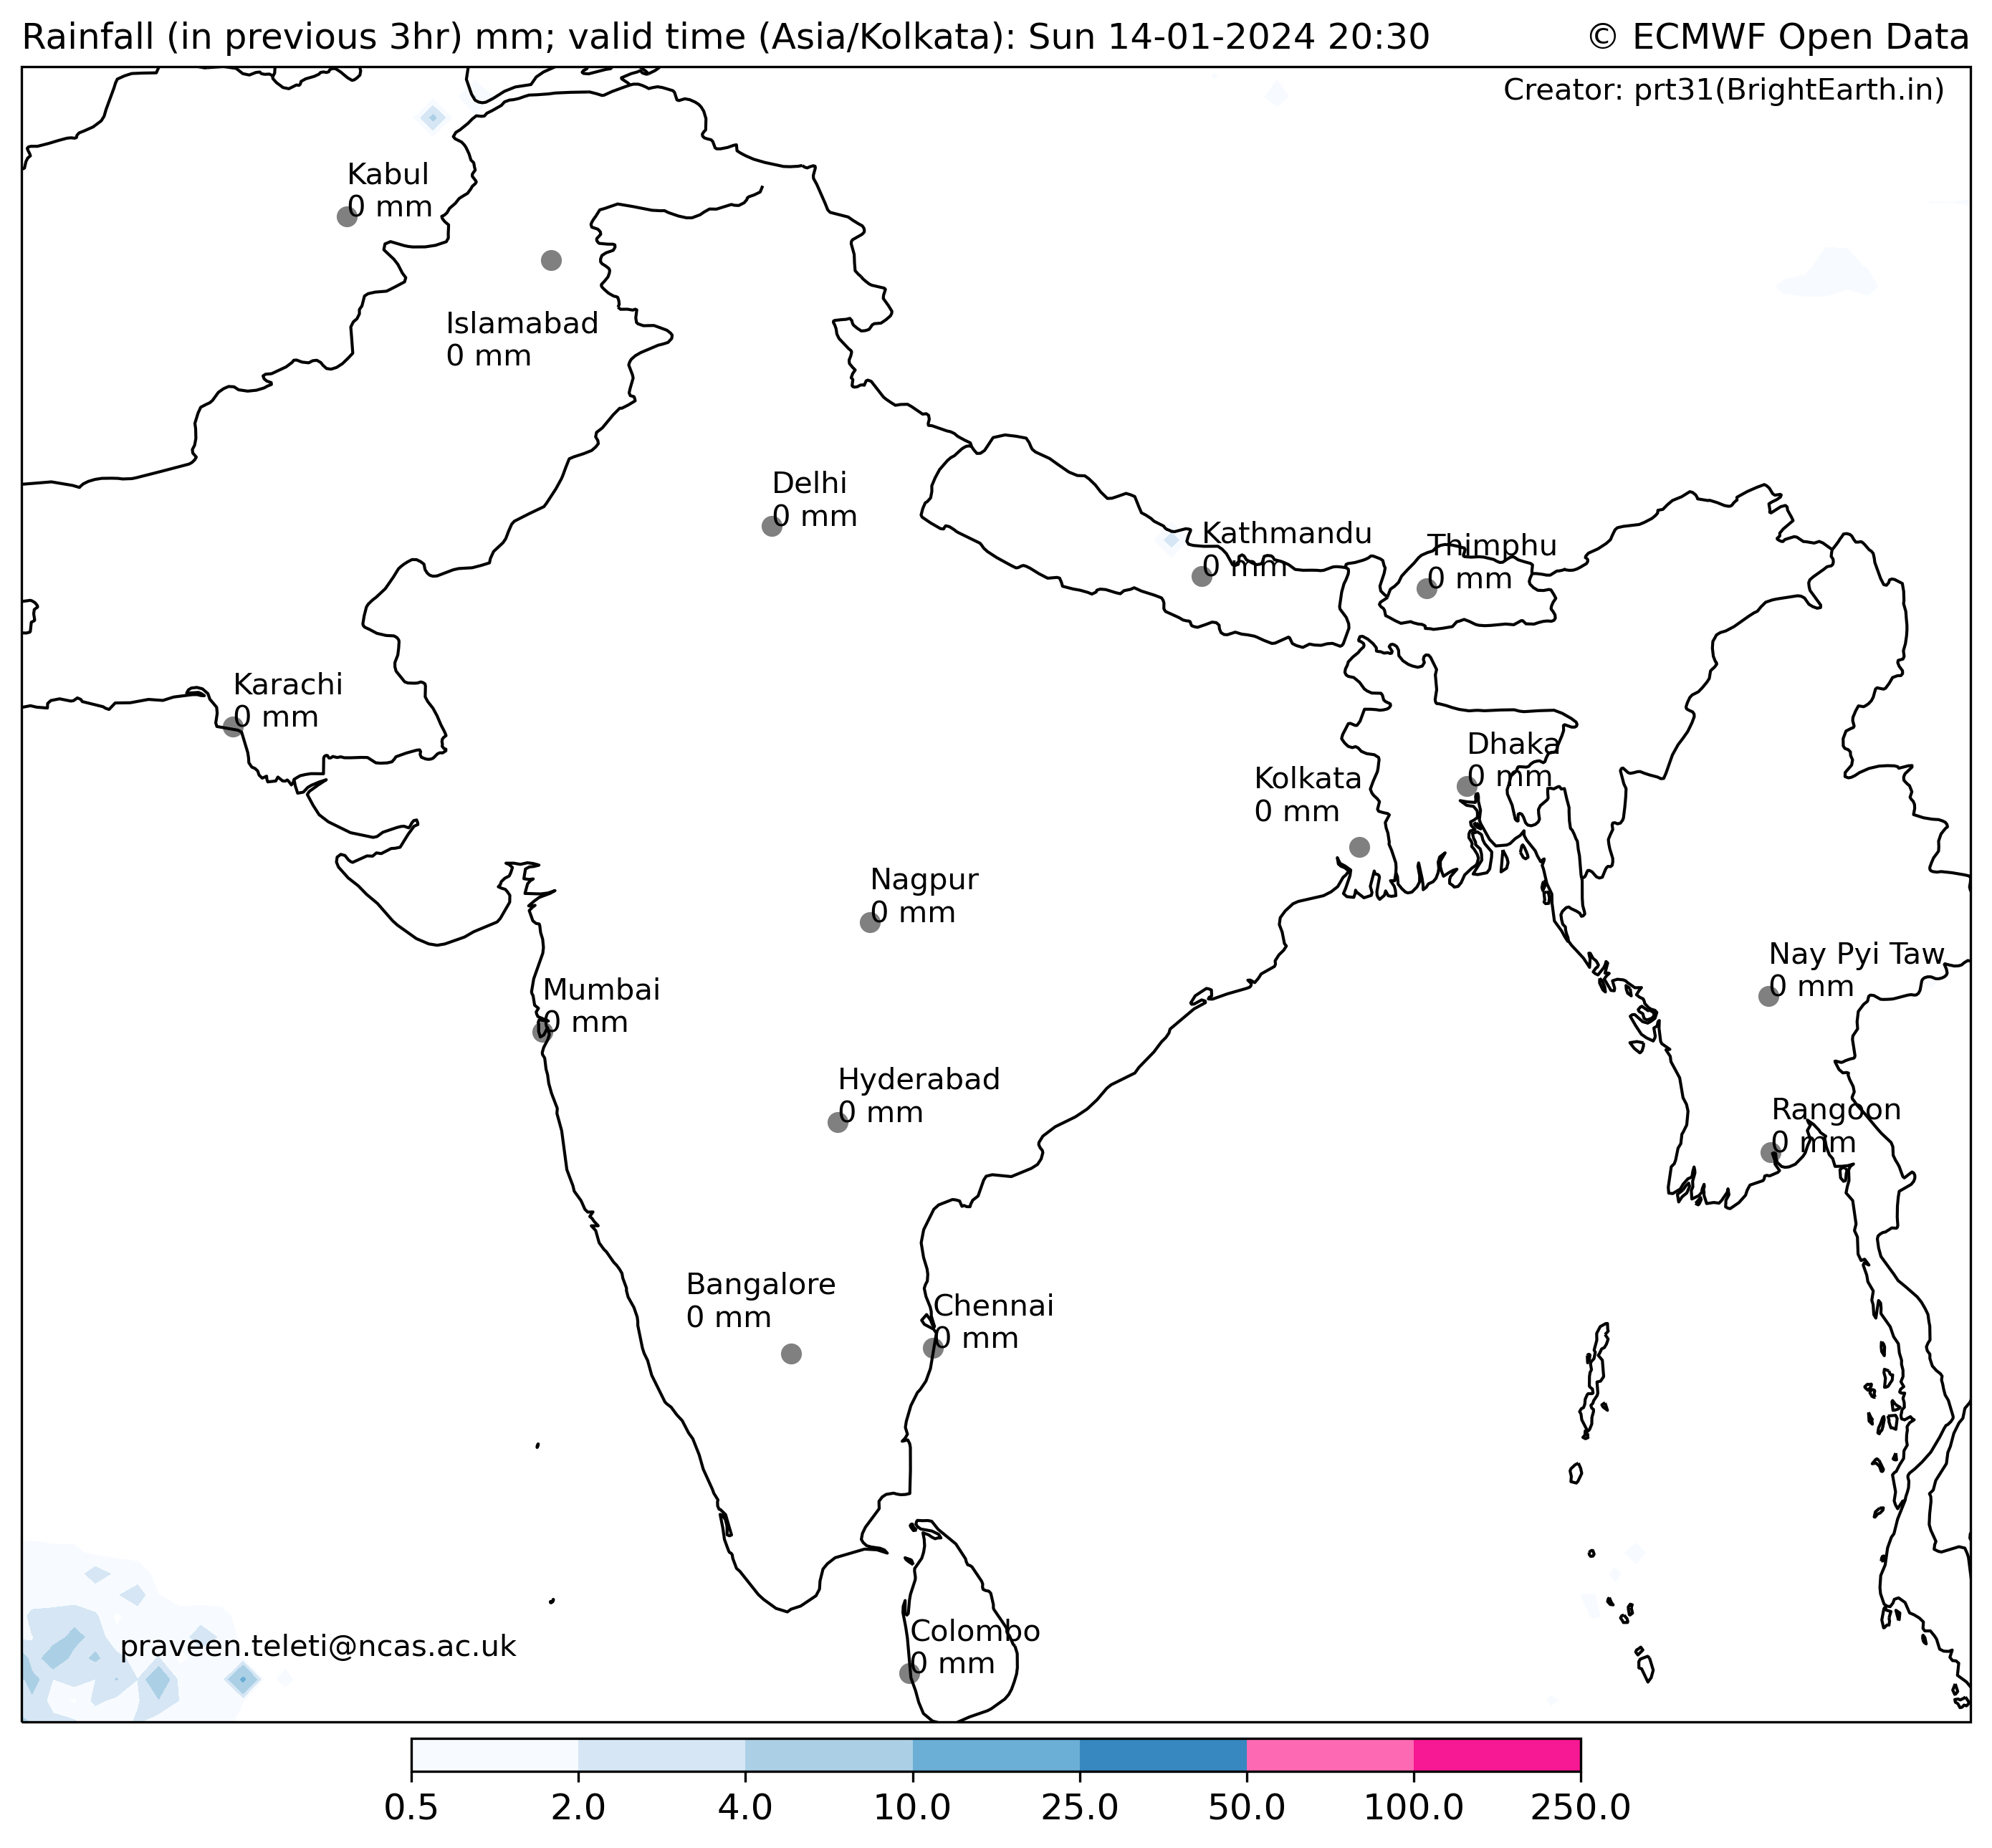 Rainfall (in previous 3hr) mm; valid time (Asia/Kolkata): Sun 14-01-2024 20:30
© ECMWF Open Data
Creator: prt31(BrightEarth.in)
Kabul
0 mm
Islamabad
0 mm
Delhi
0 mm
Kathmandu
0 mm
Thimphu
0 mm
Karachi
0 mm
Dhaka
0 mm
Kolkata
0 mm
Nagpur
0 mm
Nay Pyi Taw
0 mm
Mumbai
0 mm
Hyderabad
0 mm
Rangoon
0 mm
Bangalore
0 mm
Chennai
0 mm
Colombo
0 mm
praveen.teleti@ncas.ac.uk
0.5 2.0 4.0 10.0 25.0 50.0 100.0 250.0